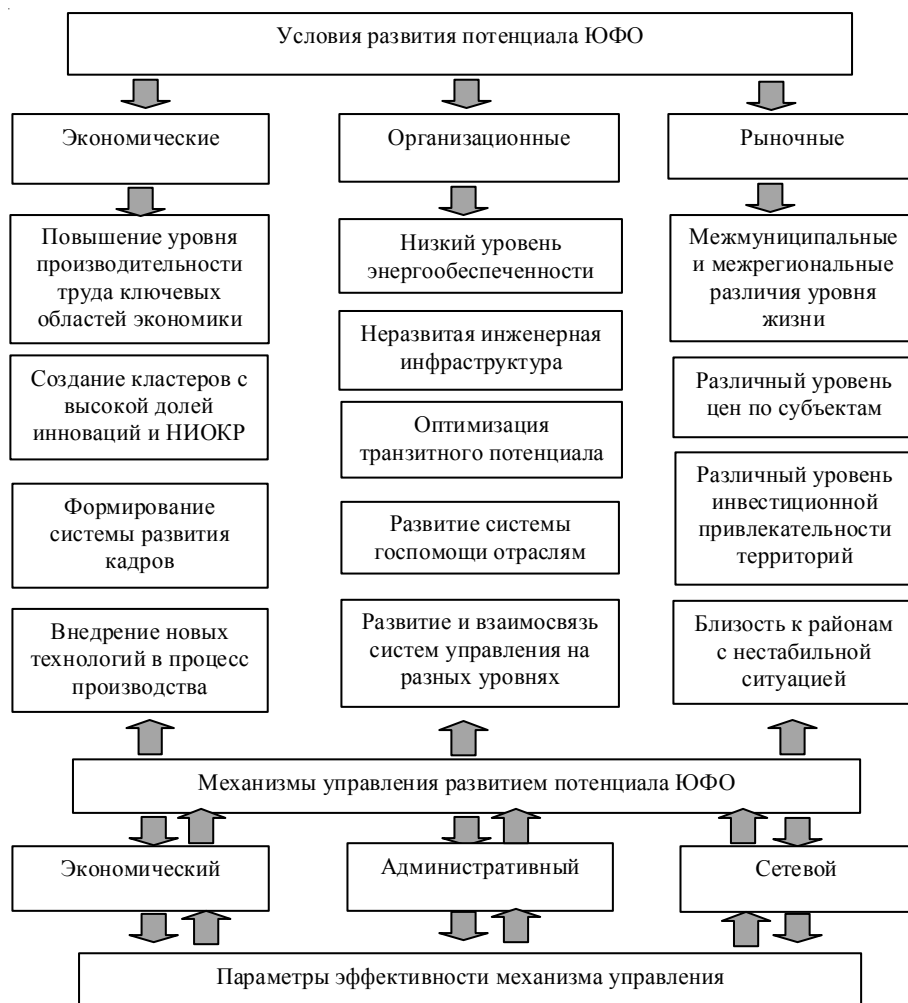 Условия развития потенциала ЮФО
Экономические
Организационные
Рыночные
Повышение уровня
производительности
труда ключевых
областей экономики
Создание кластеров с
высокой долей
инноваций и НИОКР
Формирование
системы развития
кадров
Внедрение новых
технологий в процесс
производства
Низкий уровень
энергообеспеченности
Неразвитая инженерная
инфраструктура
Оптимизация
транзитного потенциала
Развитие системы
госпомощи отраслям
Развитие и взаимосвязь
систем управления на
разных уровнях
Межмуниципальные
и межрегиональные
различия уровня
жизни
Различный уровень
цен по субъектам
Различный уровень
инвестиционной
привлекательности
территорий
Близость к районам
с нестабильной
ситуацией
Механизмы управления развитием потенциала ЮФО
Экономический
Административный
Сетевой
Параметры эффективности механизма управления